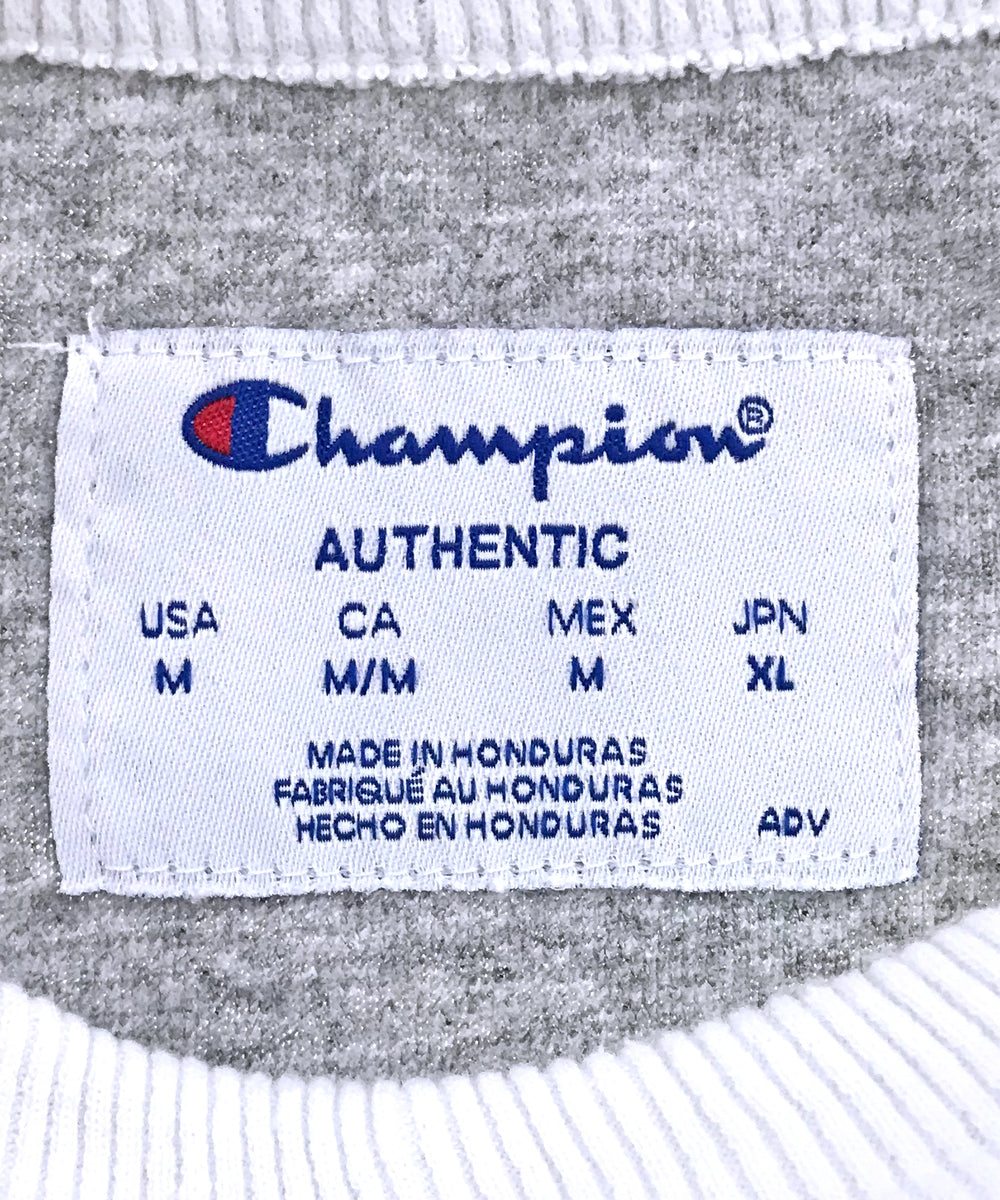 Champion®
AUTHENTIC
USA CA MEX JPN
M M/M M XL
MADE IN HONDURAS
FABRIQUÉ AU HONDURAS
HECHO EN HONDURAS ADV